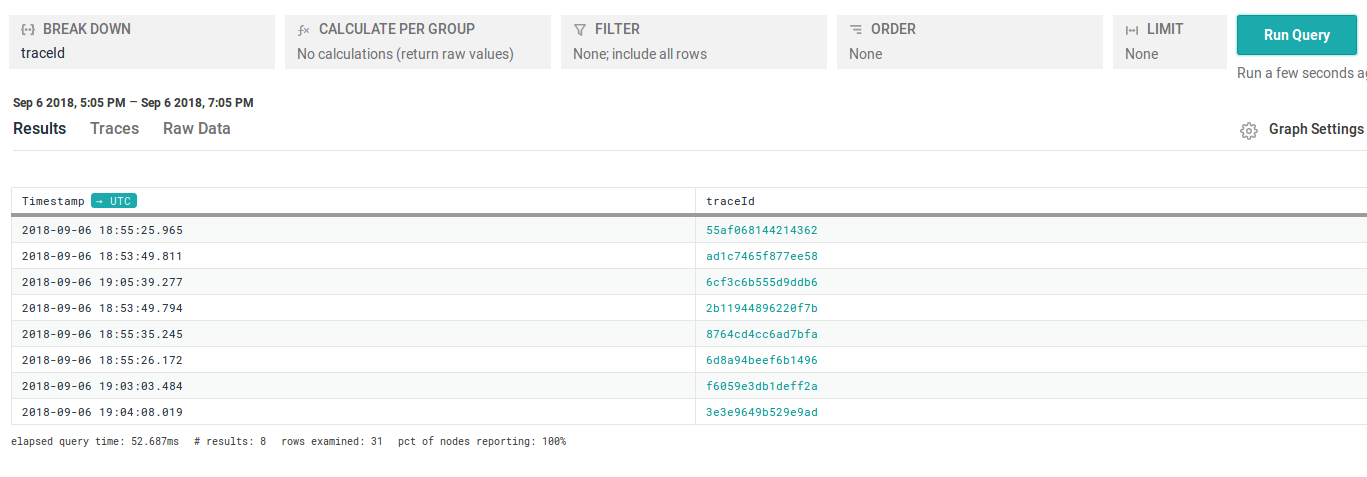 BREAK DOWN CALCULATE PER GROUP FILTER ORDER LIMIT Run Query
traceId No calculations (return raw values) None; include all rows None None
Run a few seconds ag
Sep 6 2018, 5:05 PM – Sep 6 2018, 7:05 PM
Results Traces Raw Data Graph Settings
Timestamp → UTC traceId
2018-09-06 18:55:25.965 55af068144214362
2018-09-06 18:53:49.811 ad1c7465f877ee58
2018-09-06 19:05:39.277 6cf3c6b555d9ddb6
2018-09-06 18:53:49.794 2b11944896220f7b
2018-09-06 18:55:35.245 8764cd4cc6ad7bfa
2018-09-06 18:55:26.172 6d8a94beef6b1496
2018-09-06 19:03:03.484 f6059e3db1deff2a
2018-09-06 19:04:08.019 3e3e9649b529e9ad
elapsed query time: 52.687ms # results: 8 rows examined: 31 pct of nodes reporting: 100%